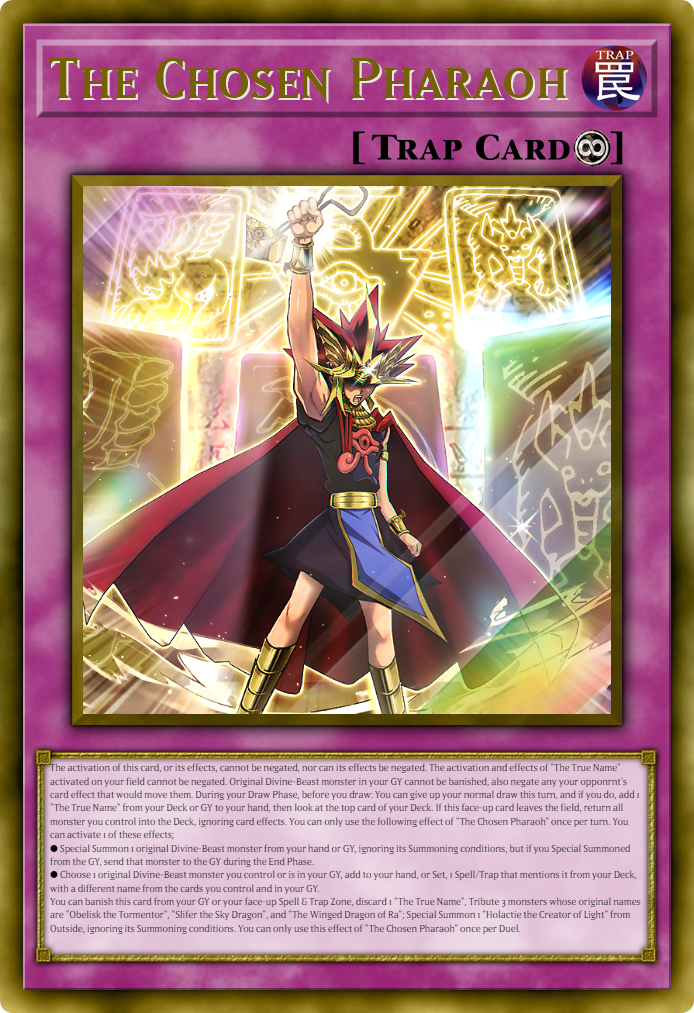 The Chosen Pharaoh
TRAP
罠
[ Trap Card ∞ ]
The activation of this card, or its effects, cannot be negated, nor can its effects be negated. The activation and effects of "The True Name"
activated on your field cannot be negated. Original Divine-Beast monster in your GY cannot be banished, also negate any your opponrnt's
card effect that would move them. During your Draw Phase, before you draw: You can give up your normal draw this turn, and if you do, add 1
"The True Name" from your Deck or GY to your hand, then look at the top card of your Deck. If this face-up card leaves the field, return all
monster you control into the Deck, ignoring card effects. You can only use the following effect of "The Chosen Pharaoh" once per turn. You
can activate 1 of these effects;
● Special Summon 1 original Divine-Beast monster from your hand or GY, ignoring its Summoning conditions, but if you Special Summoned
from the GY, send that monster to the GY during the End Phase.
● Choose 1 original Divine-Beast monster you control or is in your GY, add to your hand, or Set, 1 Spell/Trap that mentions it from your Deck,
with a different name from the cards you control and in your GY.
You can banish this card from your GY or your face-up Spell & Trap Zone, discard 1 "The True Name", Tribute 3 monsters whose original names
are "Obelisk the Tormentor", "Slifer the Sky Dragon", and "The Winged Dragon of Ra"; Special Summon 1 "Holactie the Creator of Light" from
Outside, ignoring its Summoning conditions. You can only use this effect of "The Chosen Pharaoh" once per Duel.